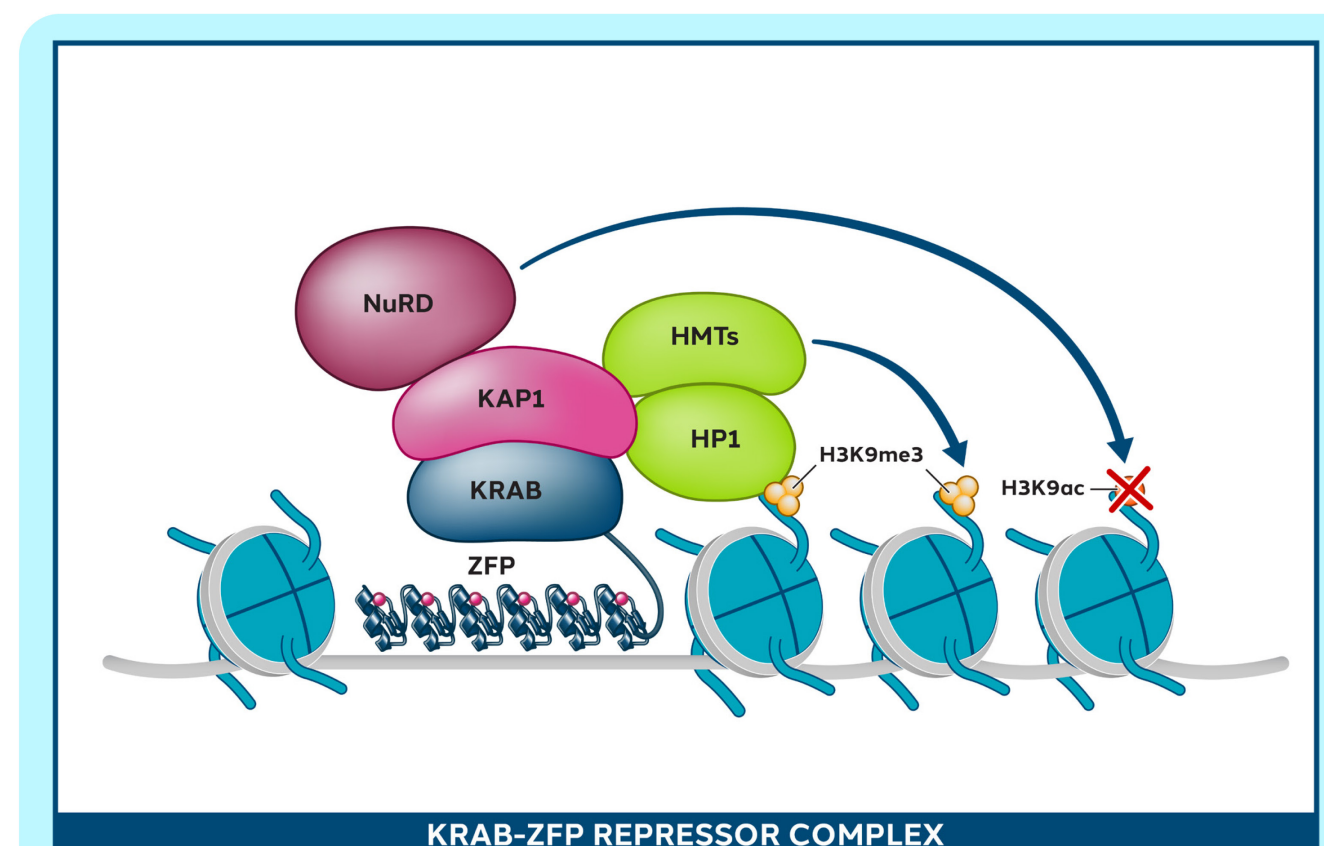 NuRD
HMTs
KAP1
HP1
H3K9me3
KRAB
H3K9ac
ZFP
KRAB-ZFP REPRESSOR COMPLEX